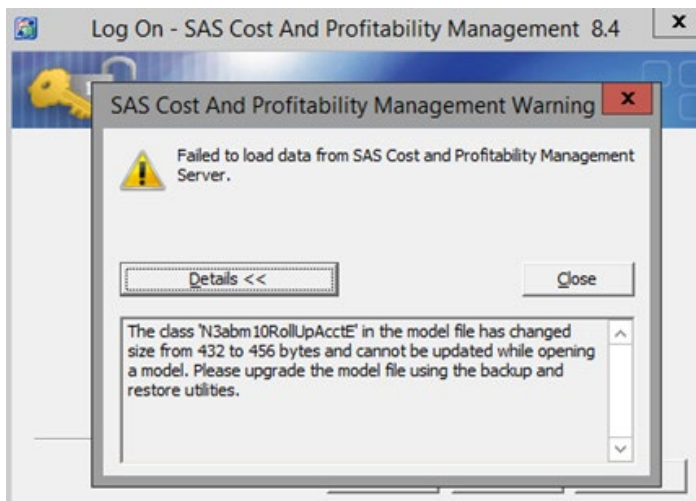 Log On - SAS Cost And Profitability Management 8.4
SAS Cost And Profitability Management Warning
Failed to load data from SAS Cost and Profitability Management
Server.
Details <<
Close
The class 'N3abm10RollUpAcctE' in the model file has changed
size from 432 to 456 bytes and cannot be updated while opening
a model. Please upgrade the model file using the backup and
restore utilities.